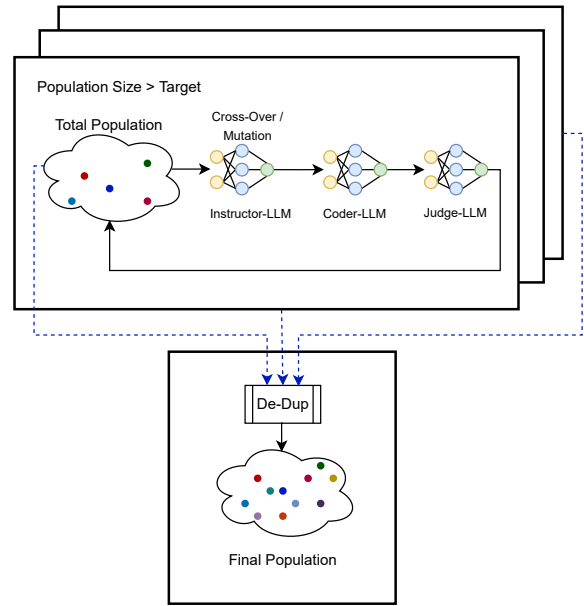 Population Size > Target
Total Population
Cross-Over /
Mutation
Instructor-LLM
Coder-LLM
Judge-LLM
De-Dup
Final Population